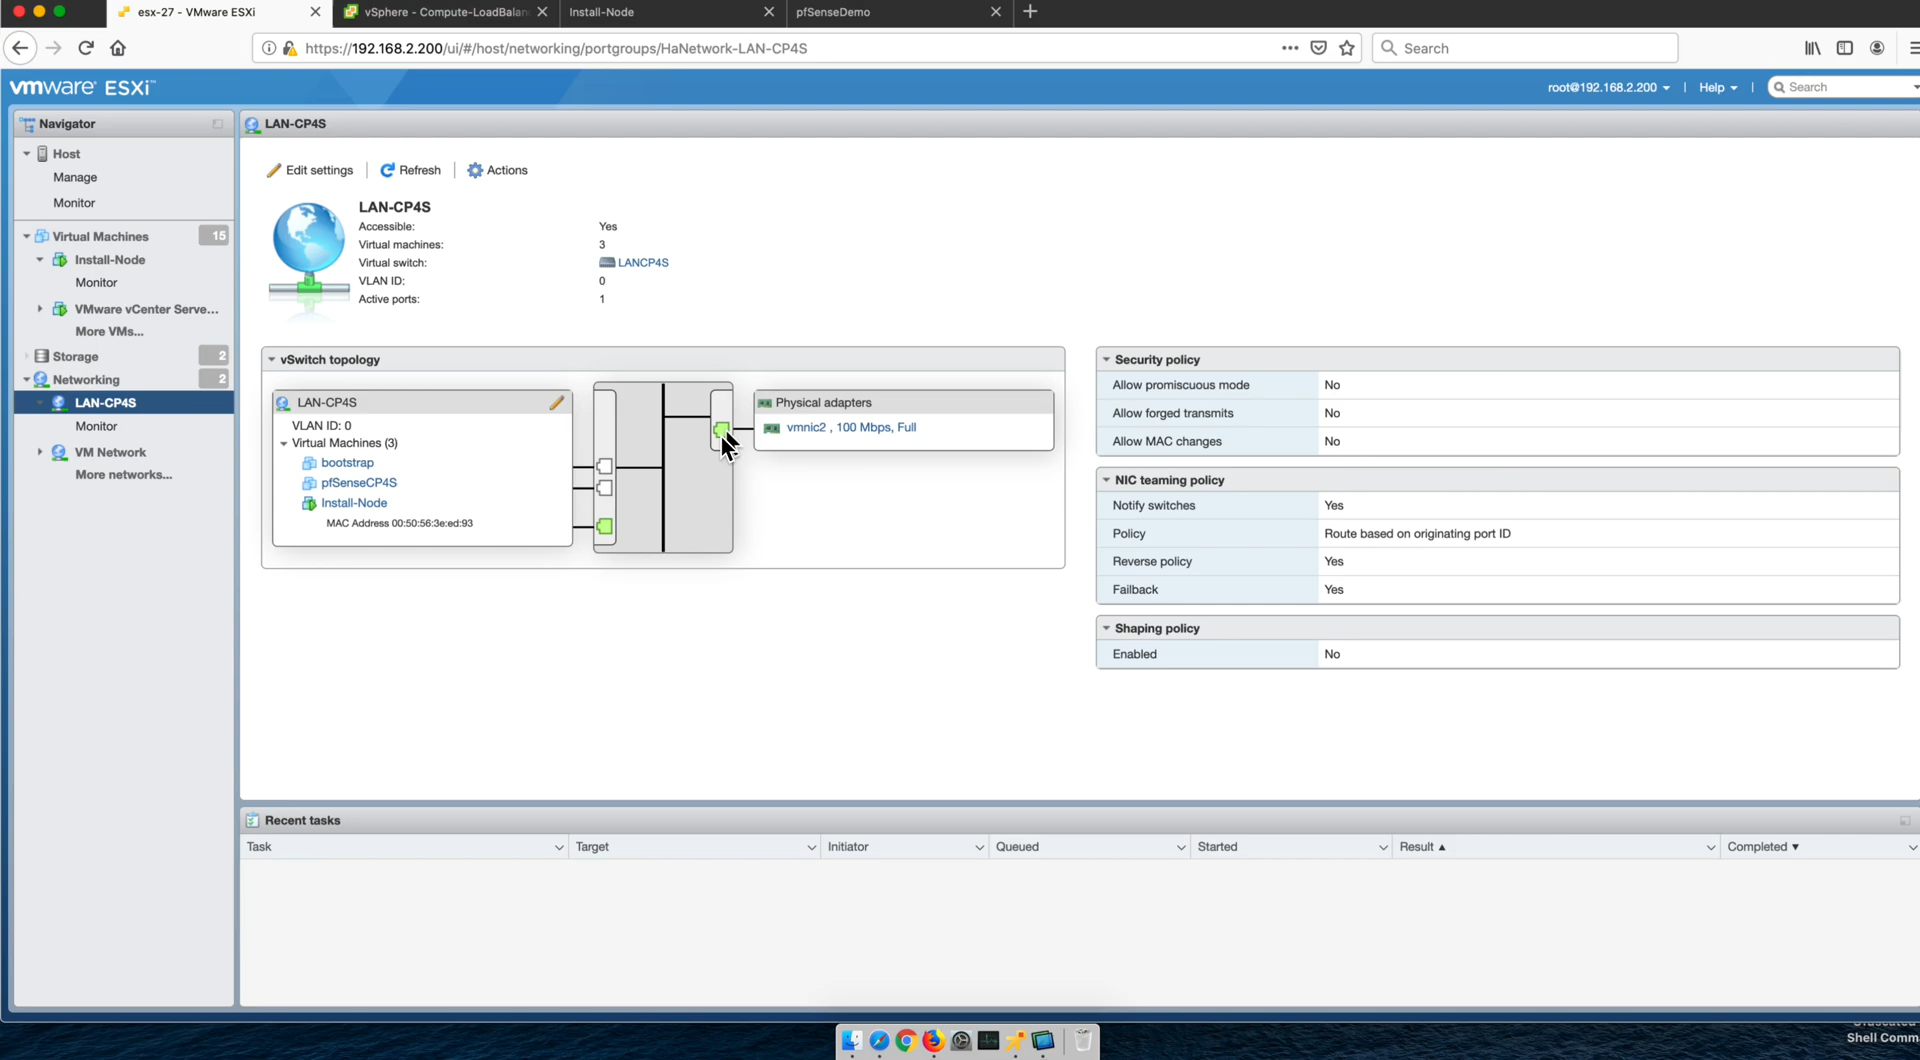 esx-27 - VMware ESXi
vSphere - Compute-LoadBalan
Install-Node
pfSenseDemo
https://192.168.2.200/ui/#/host/networking/portgroups/HaNetwork-LAN-CP4S
Search
vmware ESXi™
root@192.168.2.200
Help
Search
Navigator
Host
Manage
Monitor
Virtual Machines 15
Install-Node
Monitor
VMware vCenter Serve...
More VMs...
Storage 2
Networking 2
LAN-CP4S
Monitor
VM Network
More networks...
LAN-CP4S
Edit settings
Refresh
Actions
LAN-CP4S
Accessible: Yes
Virtual machines: 3
Virtual switch: LANCP4S
VLAN ID: 0
Active ports: 1
vSwitch topology
LAN-CP4S
VLAN ID: 0
Virtual Machines (3)
bootstrap
pfSenseCP4S
Install-Node
MAC Address 00:50:56:3e:ed:93
Physical adapters
vmnic2 , 100 Mbps, Full
Security policy
Allow promiscuous mode No
Allow forged transmits No
Allow MAC changes No
NIC teaming policy
Notify switches Yes
Policy Route based on originating port ID
Reverse policy Yes
Failback Yes
Shaping policy
Enabled No
Recent tasks
Task Target Initiator Queued Started Result Completed
Shell Comm